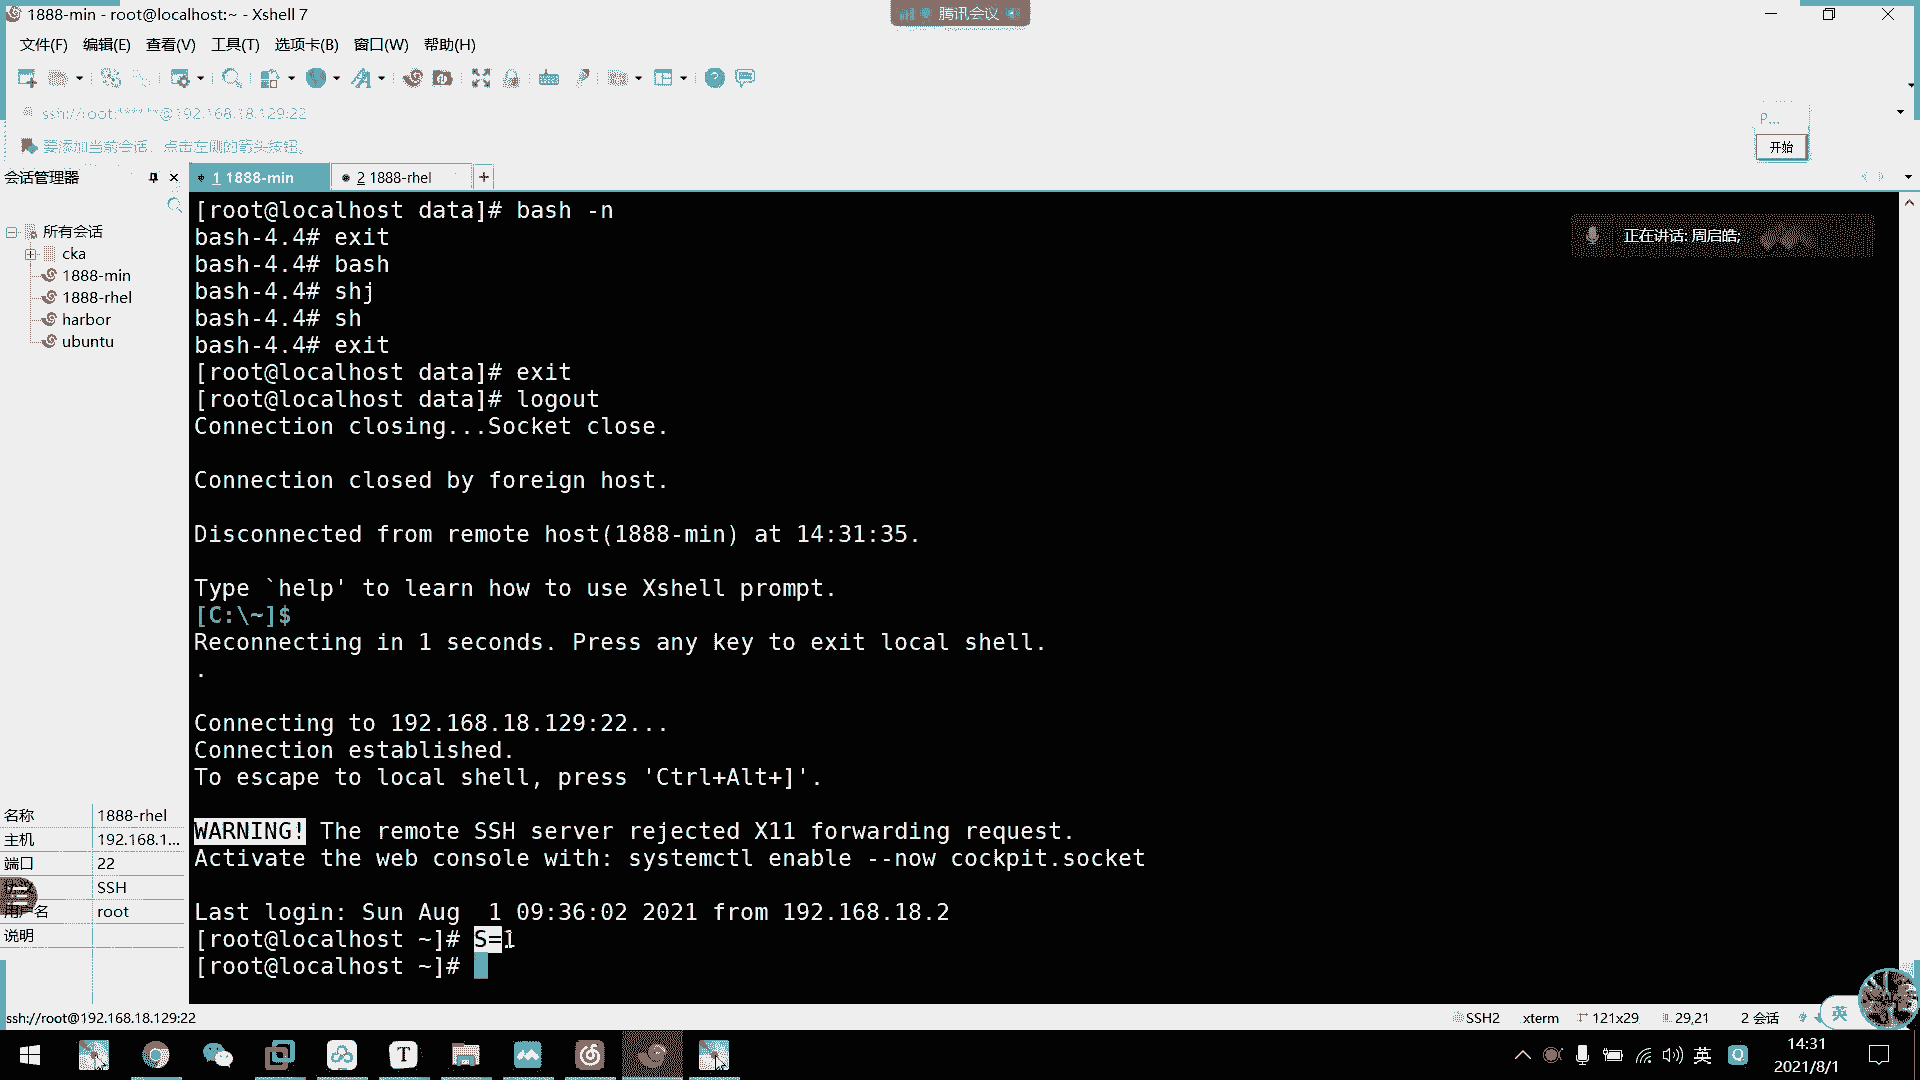 1888-min - root@localhost:~ - Xshell 7
腾讯会议
文件(F) 编辑(E) 查看(V) 工具(T) 选项卡(B) 窗口(W) 帮助(H)
ssh://root:*****@192.168.18.129:22
P...
要添加当前会话，点击左侧的箭头按钮。
开始
会话管理器
1 1888-min
2 1888-rhel
+
所有会话
cka
1888-min
1888-rhel
harbor
ubuntu
正在讲话: 周启皓;
[root@localhost data]# bash -n
bash-4.4# exit
bash-4.4# bash
bash-4.4# shj
bash-4.4# sh
bash-4.4# exit
[root@localhost data]# exit
[root@localhost data]# logout
Connection closing...Socket close.
Connection closed by foreign host.
Disconnected from remote host(1888-min) at 14:31:35.
Type `help' to learn how to use Xshell prompt.
[C:\~]$
Reconnecting in 1 seconds. Press any key to exit local shell.
.
Connecting to 192.168.18.129:22...
Connection established.
To escape to local shell, press 'Ctrl+Alt+]'.
WARNING! The remote SSH server rejected X11 forwarding request.
Activate the web console with: systemctl enable --now cockpit.socket
Last login: Sun Aug  1 09:36:02 2021 from 192.168.18.2
[root@localhost ~]# S=1
[root@localhost ~]#
名称 1888-rhel
主机 192.168.1...
端口 22
SSH
用户名 root
说明
ssh://root@192.168.18.129:22
SSH2 xterm 121x29 29,21 2 会话
英
英
14:31
2021/8/1